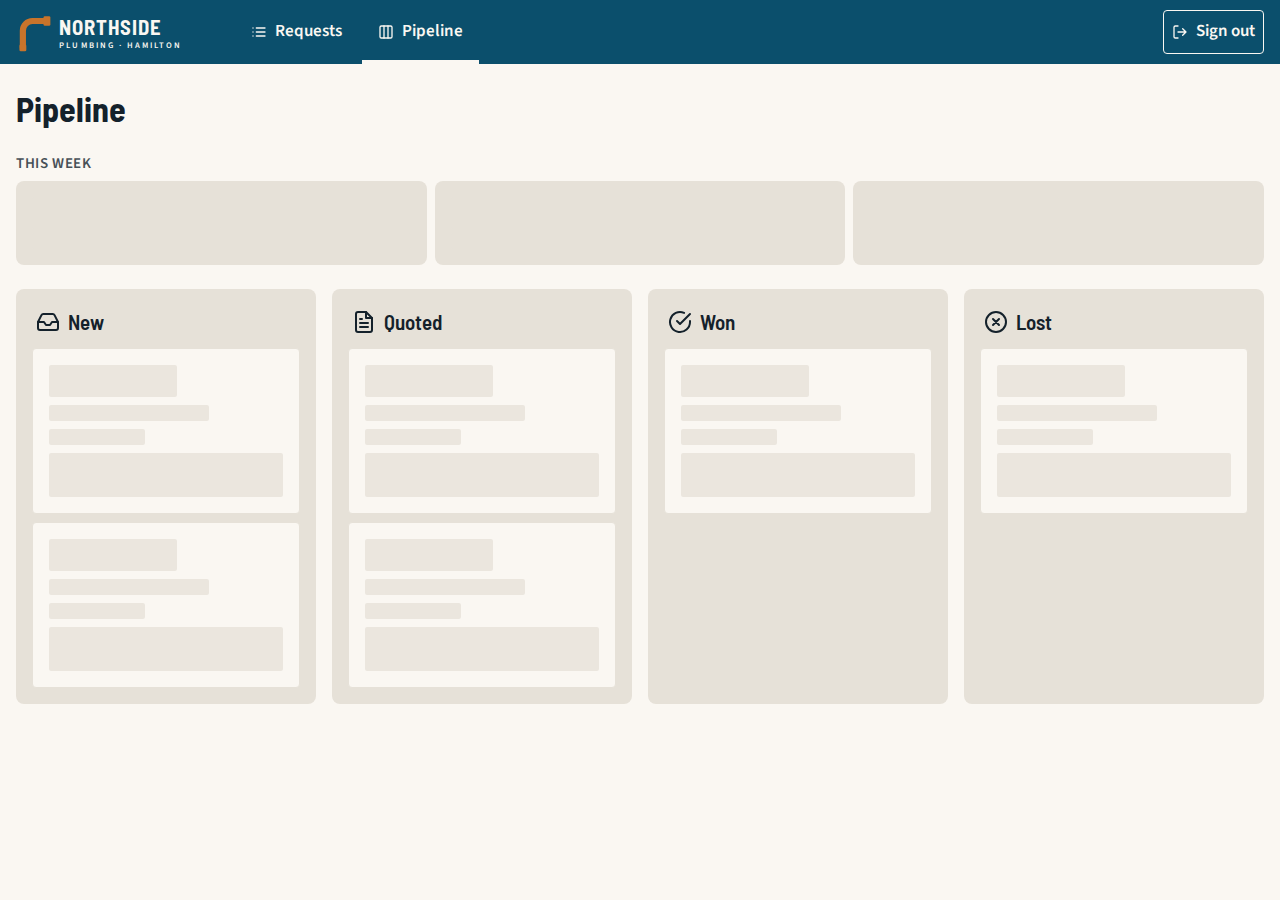 NORTHSIDE
PLUMBING · HAMILTON
Requests
Pipeline
Sign out
Pipeline
THIS WEEK
New
Quoted
Won
Lost